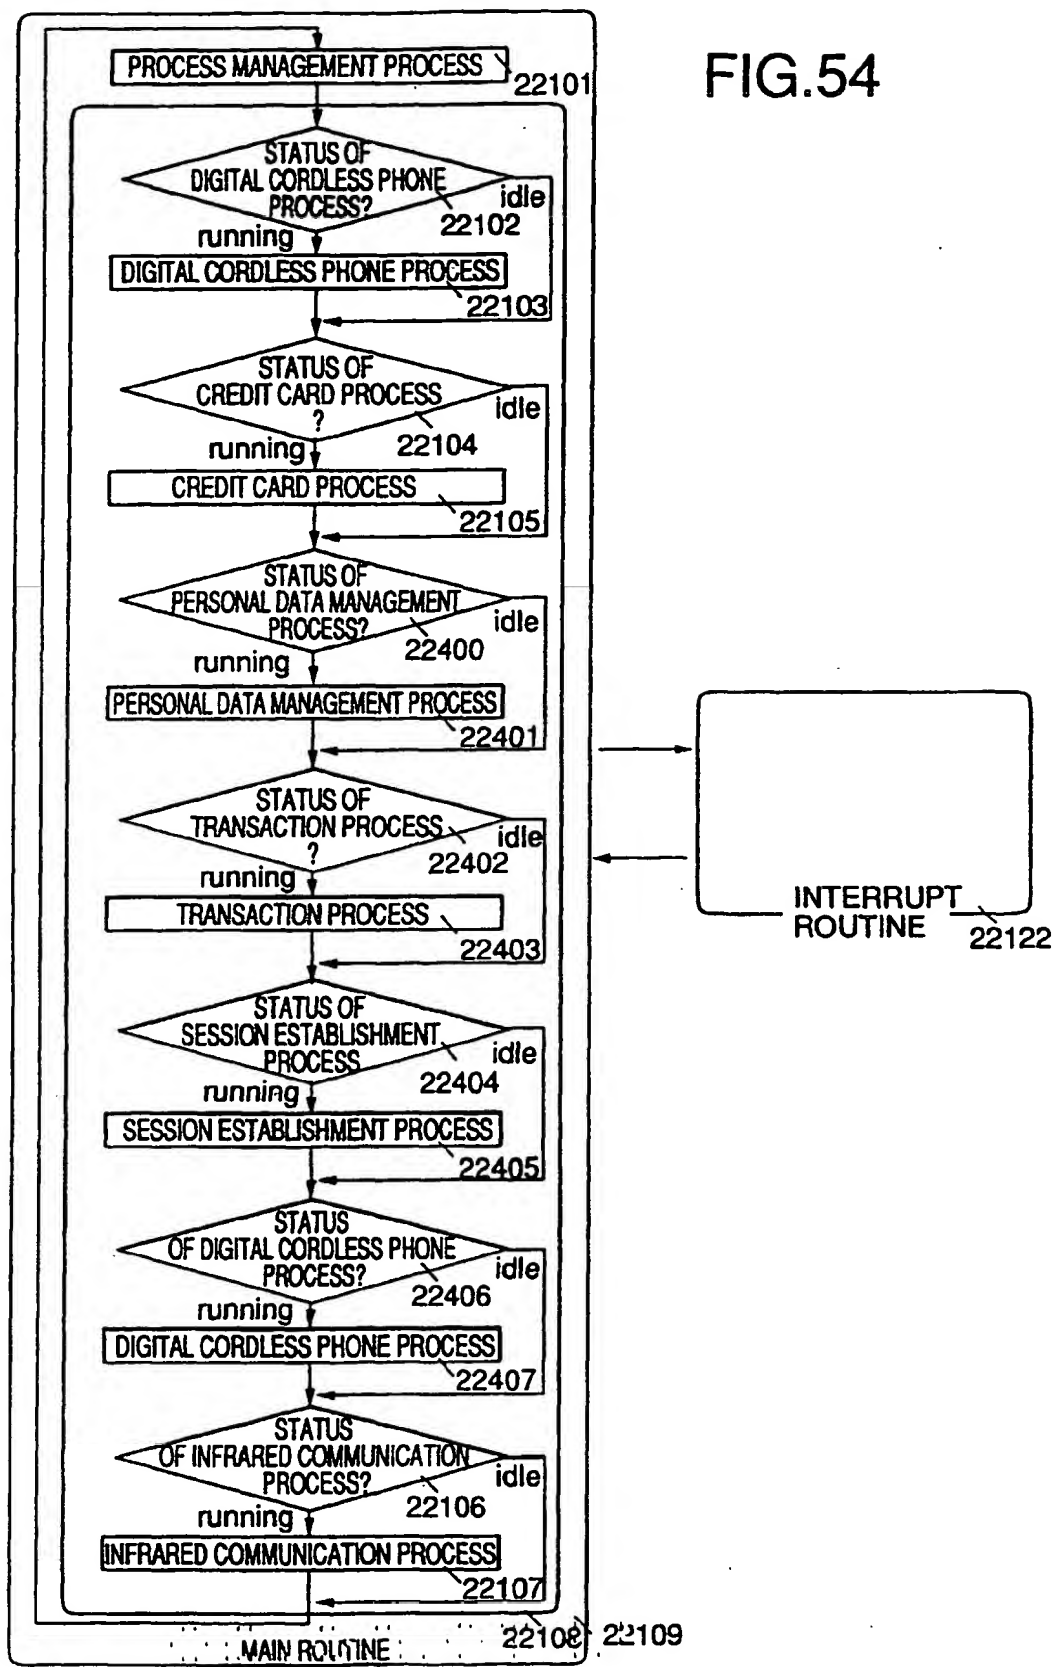 FIG.54
PROCESS MANAGEMENT PROCESS
22101
STATUS OF
DIGITAL CORDLESS PHONE
PROCESS?
22102
idle
running
DIGITAL CORDLESS PHONE PROCESS
22103
STATUS OF
CREDIT CARD PROCESS
?
22104
idle
running
CREDIT CARD PROCESS
22105
STATUS OF
PERSONAL DATA MANAGEMENT
PROCESS?
22400
idle
running
PERSONAL DATA MANAGEMENT PROCESS
22401
STATUS OF
TRANSACTION PROCESS
?
22402
idle
running
TRANSACTION PROCESS
22403
INTERRUPT
ROUTINE
22122
STATUS OF
SESSION ESTABLISHMENT
PROCESS
22404
idle
running
SESSION ESTABLISHMENT PROCESS
22405
STATUS
OF DIGITAL CORDLESS PHONE
PROCESS?
22406
idle
running
DIGITAL CORDLESS PHONE PROCESS
22407
STATUS
OF INFRARED COMMUNICATION
PROCESS?
22106
idle
running
INFRARED COMMUNICATION PROCESS
22107
22108
22109
MAIN ROUTINE